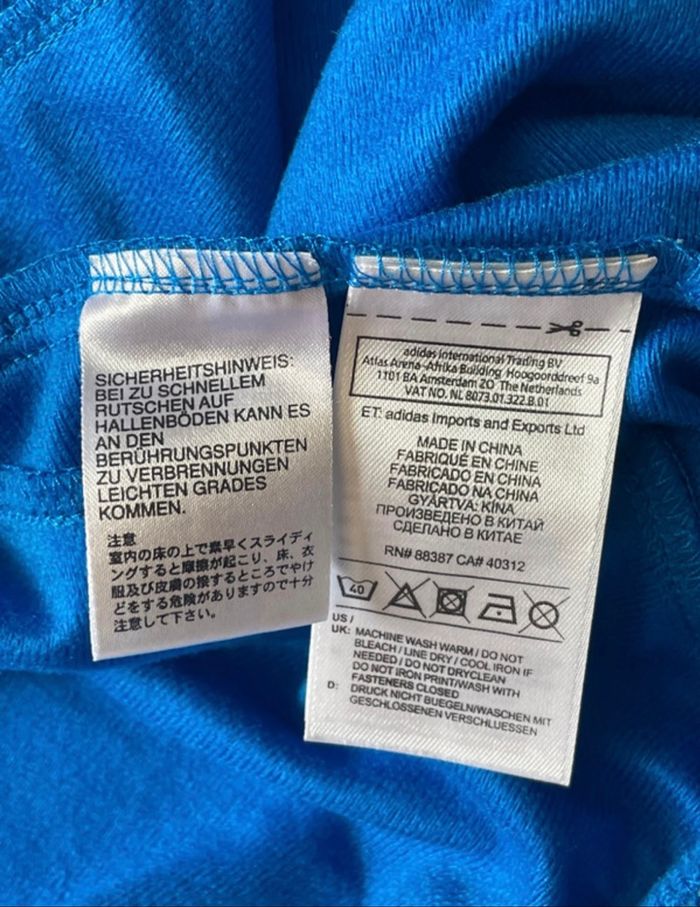 SICHERHEITSHINWEIS:
BEI ZU SCHNELLEM
RUTSCHEN AUF
HALLENBÖDEN KANN ES
AN DEN
BERÜHRUNGSPUNKTEN
ZU VERBRENNUNGEN
LEICHTEN GRADES
KOMMEN.
注意
室内の床の上で素早くスライディ
ングすると摩擦が起こり、床、衣
服及び皮膚の接するところでやけ
どをする危険がありますので十分
注意して下さい。
adidas International Trading BV
Atlas Arena-Afrika Building Hoogoorddreef 9a
1101 BA Amsterdam ZO The Netherlands
VAT NO. NL 8073.01.322.B.01
ET: adidas Imports and Exports Ltd
MADE IN CHINA
FABRIQUÉ EN CHINE
FABRICADO EN CHINA
FABRICADO NA CHINA
GYÁRTVA: KÍNA
ПРОИЗВЕДЕНО В КИТАЙ
СДЕЛАНО В КИТАЕ
RN# 88387 CA# 40312
40
US /
UK: MACHINE WASH WARM / DO NOT
BLEACH / LINE DRY / COOL IRON IF
NEEDED / DO NOT DRYCLEAN
DO NOT IRON PRINT/WASH WITH
FASTENERS CLOSED
D: DRUCK NICHT BUEGELN/WASCHEN MIT
GESCHLOSSENEN VERSCHLUESSEN